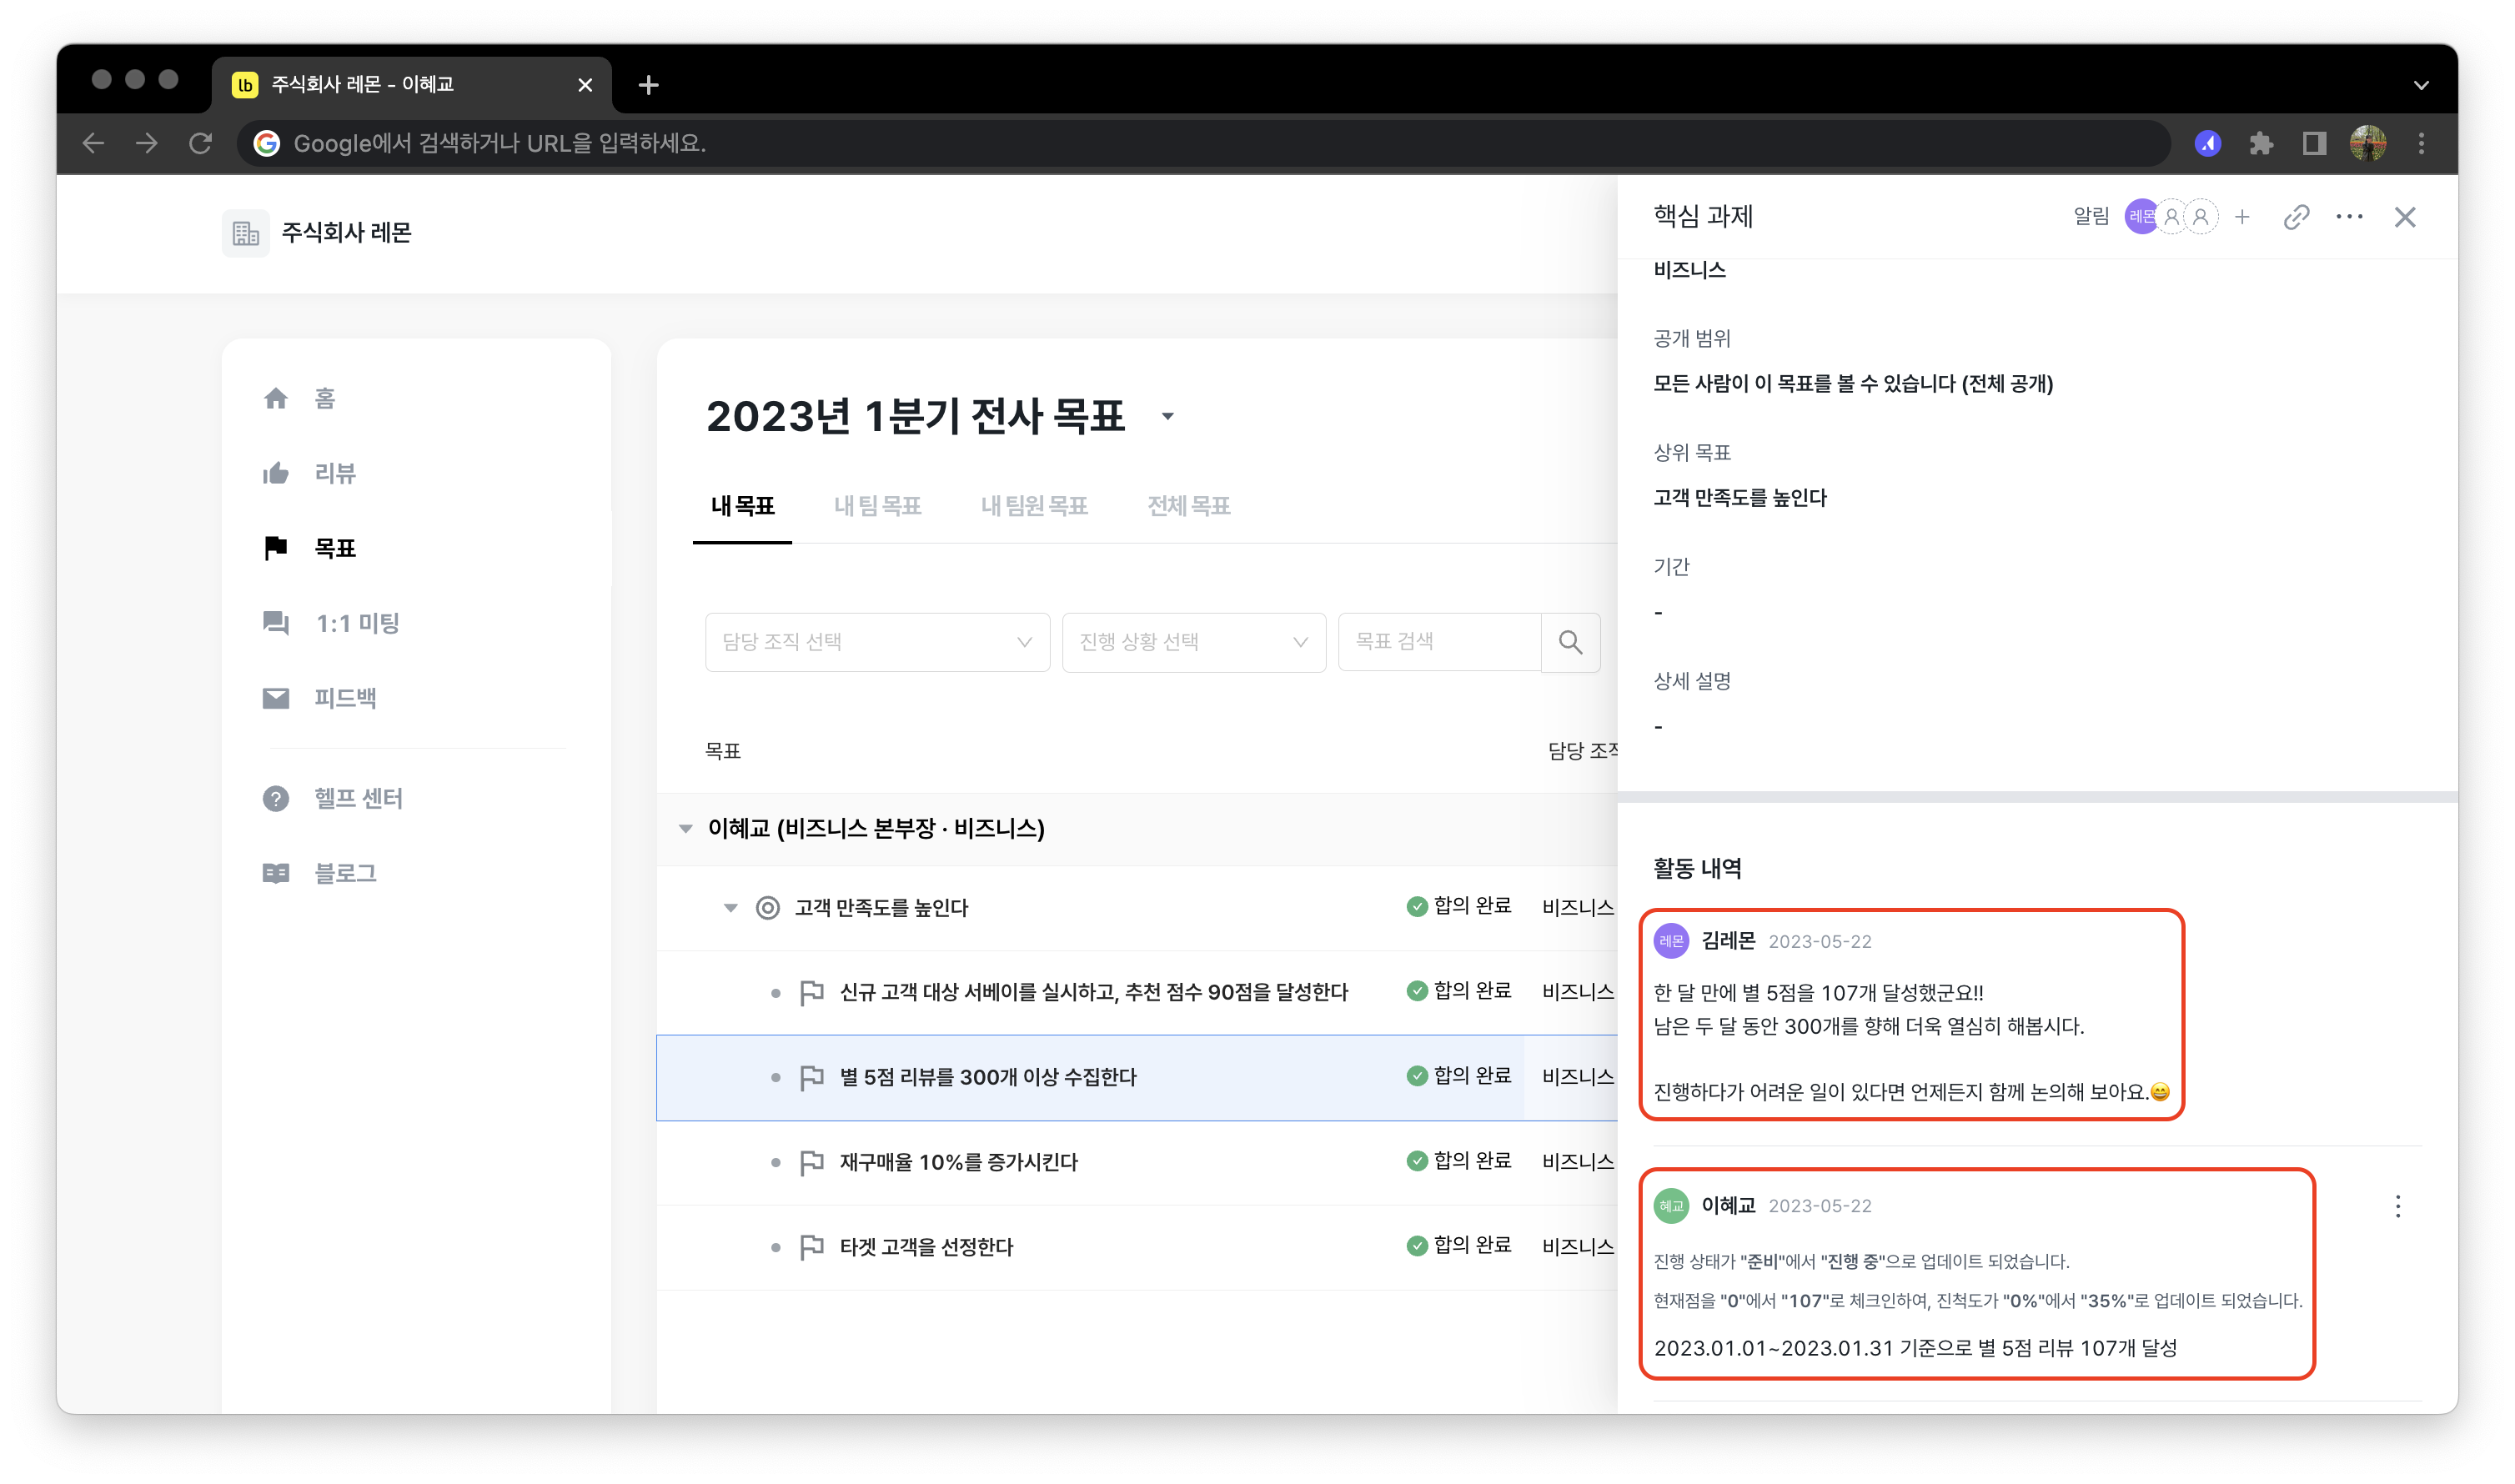 lb 주식회사 레몬 - 이혜교
Google에서 검색하거나 URL을 입력하세요.
주식회사 레몬
홈
리뷰
목표
1:1 미팅
피드백
헬프 센터
블로그
2023년 1분기 전사 목표
내 목표 내 팀 목표 내 팀원 목표 전체 목표
담당 조직 선택 진행 상황 선택 목표 검색
목표 담당 조직
이혜교 (비즈니스 본부장 · 비즈니스)
고객 만족도를 높인다 합의 완료 비즈니스
신규 고객 대상 서베이를 실시하고, 추천 점수 90점을 달성한다 합의 완료 비즈니스
별 5점 리뷰를 300개 이상 수집한다 합의 완료 비즈니스
재구매율 10%를 증가시킨다 합의 완료 비즈니스
타겟 고객을 선정한다 합의 완료 비즈니스
핵심 과제 알림 레몬
비즈니스
공개 범위
모든 사람이 이 목표를 볼 수 있습니다 (전체 공개)
상위 목표
고객 만족도를 높인다
기간
-
상세 설명
-
활동 내역
레몬 김레몬 2023-05-22
한 달 만에 별 5점을 107개 달성했군요!!
남은 두 달 동안 300개를 향해 더욱 열심히 해봅시다.
진행하다가 어려운 일이 있다면 언제든지 함께 논의해 보아요.😄
혜교 이혜교 2023-05-22
진행 상태가 "준비"에서 "진행 중"으로 업데이트 되었습니다.
현재점을 "0"에서 "107"로 체크인하여, 진척도가 "0%"에서 "35%"로 업데이트 되었습니다.
2023.01.01~2023.01.31 기준으로 별 5점 리뷰 107개 달성